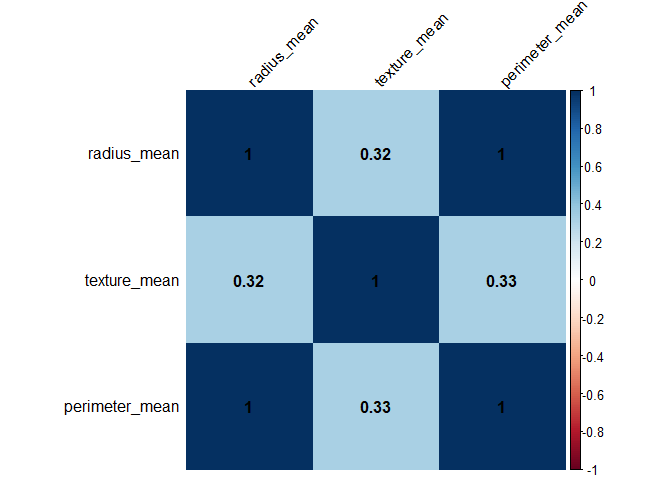 radius_mean
texture_mean
perimeter_mean
radius_mean 1 0.32 1
texture_mean 0.32 1 0.33
perimeter_mean 1 0.33 1
1
0.8
0.6
0.4
0.2
0
-0.2
-0.4
-0.6
-0.8
-1